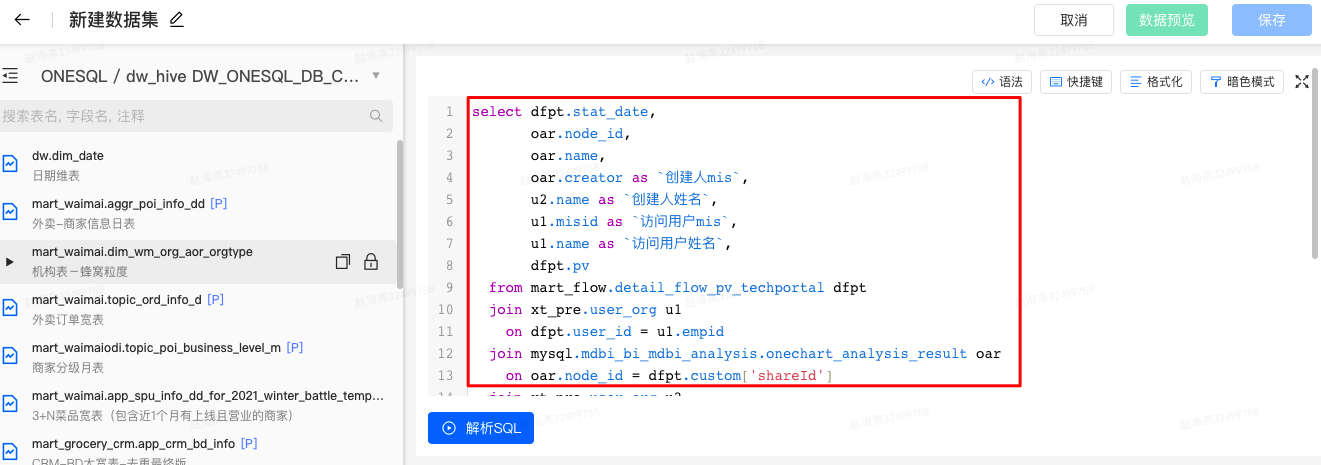 新建数据集
取消
数据预览
保存
ONESQL / dw_hive DW_ONESQL_DB_C...
搜索表名, 字段名, 注释
dw.dim_date
日期维表
mart_waimai.aggr_poi_info_dd [P]
外卖-商家信息日表
mart_waimai.dim_wm_org_aor_orgtype
机构表－蜂窝粒度
mart_waimai.topic_ord_info_d [P]
外卖订单宽表
mart_waimaiodi.topic_poi_business_level_m [P]
商家分级月表
mart_waimai.app_spu_info_dd_for_2021_winter_battle_temp...
3+N菜品宽表（包含近1个月有上线且营业的商家）
mart_grocery_crm.app_crm_bd_info [P]
CRM-BD大宽表-去重最终版
语法
快捷键
格式化
暗色模式
1 select dfpt.stat_date,
2 oar.node_id,
3 oar.name,
4 oar.creator as `创建人mis`,
5 u2.name as `创建人姓名`,
6 u1.misid as `访问用户mis`,
7 u1.name as `访问用户姓名`,
8 dfpt.pv
9 from mart_flow.detail_flow_pv_techportal dfpt
10 join xt_pre.user_org u1
11 on dfpt.user_id = u1.empid
12 join mysql.mdbi_bi_mdbi_analysis.onechart_analysis_result oar
13 on oar.node_id = dfpt.custom['shareId']
14 join xt_pre.user_org u2
解析SQL